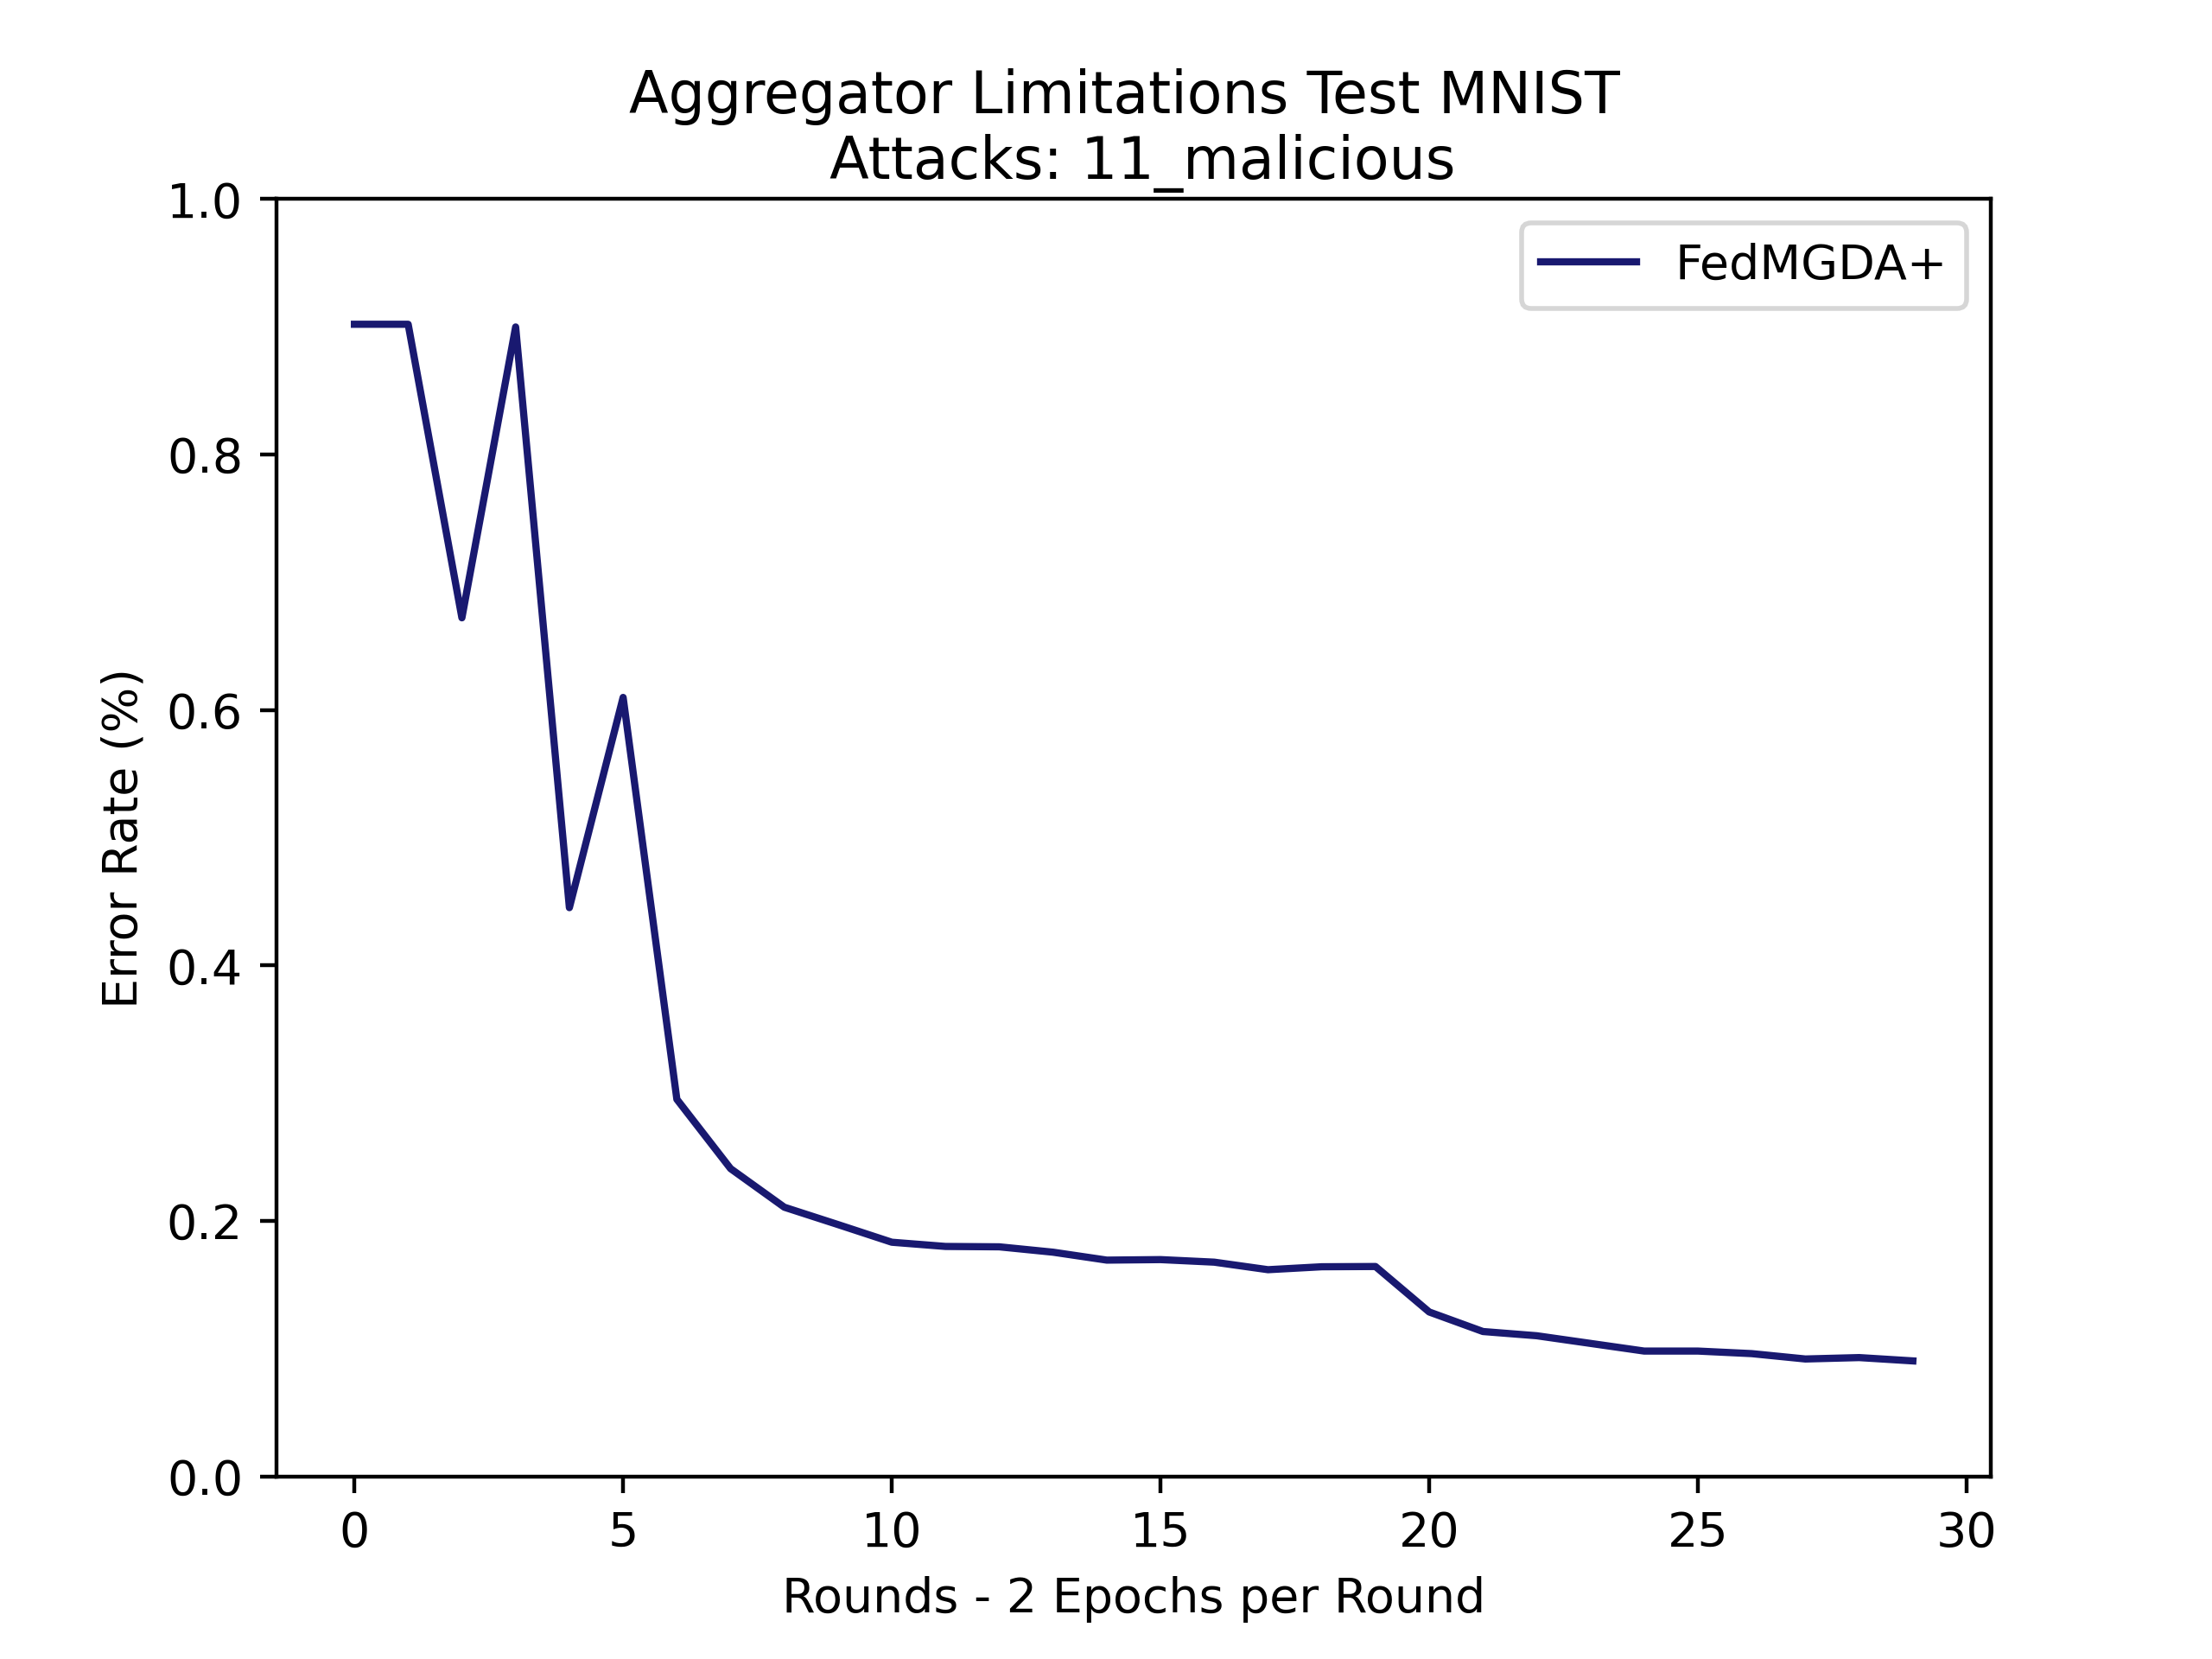 Aggregator Limitations Test MNIST
Attacks: 11_malicious
FedMGDA+
Error Rate (%)
1.0
0.8
0.6
0.4
0.2
0.0
0 5 10 15 20 25 30
Rounds - 2 Epochs per Round